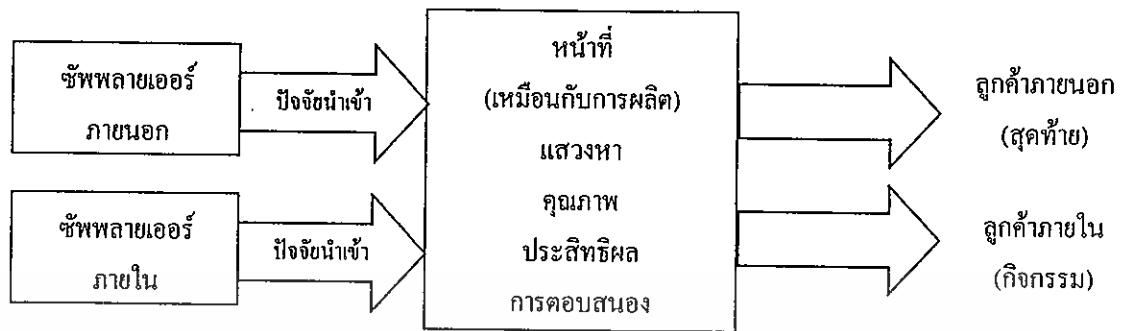 ซัพพลายเออร์
ภายนอก
ปัจจัยนำเข้า
หน้าที่
(เหมือนกับการผลิต)
แสวงหา
คุณภาพ
ประสิทธิผล
การตอบสนอง
ลูกค้าภายนอก
(สุดท้าย)
ซัพพลายเออร์
ภายใน
ปัจจัยนำเข้า
ลูกค้าภายใน
(กิจกรรม)